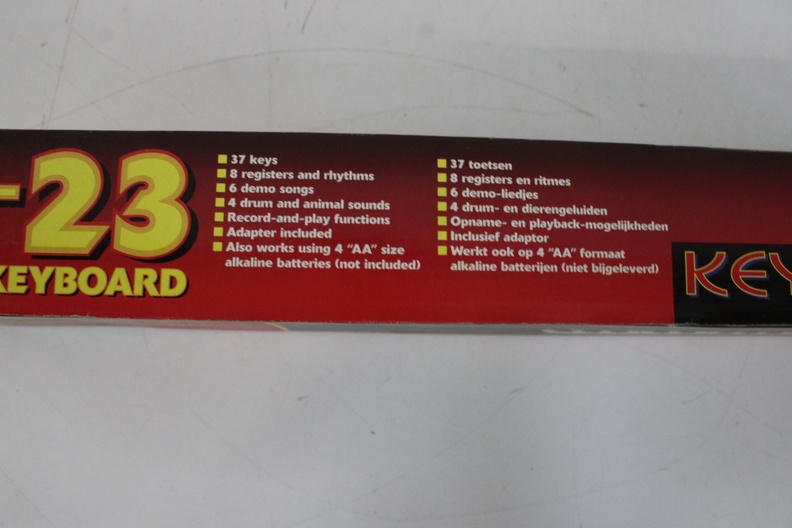 -23
KEYBOARD
37 keys
8 registers and rhythms
6 demo songs
4 drum and animal sounds
Record-and-play functions
Adapter included
Also works using 4 “AA” size
alkaline batteries (not included)
37 toetsen
8 registers en ritmes
6 demo-liedjes
4 drum- en dierengeluiden
Opname- en playback-mogelijkheden
Inclusief adaptor
Werkt ook op 4 “AA” formaat
alkaline batterijen (niet bijgeleverd)
KEY